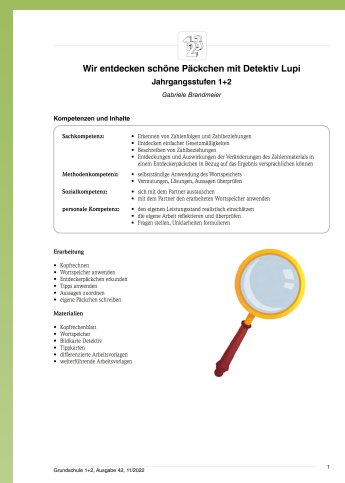 Wir entdecken schöne Päckchen mit Detektiv Lupi
Jahrgangsstufen 1+2
Gabriele Brandmeier
Kompetenzen und Inhalte
Sachkompetenz:
• Erkennen von Zahlenfolgen und Zahlbeziehungen
• Entdecken einfacher Gesetzmäßigkeiten
• Beschreiben von Zahlbeziehungen
• Entdeckungen und Auswirkungen der Veränderungen des Zahlenmaterials in
einem Entdeckerpäckchen in Bezug auf das Ergebnis versprachlichen können
Methodenkompetenz:
• selbstständige Anwendung des Wortspeichers
• Vermutungen, Lösungen, Aussagen überprüfen
Sozialkompetenz:
• sich mit dem Partner austauschen
• mit dem Partner den erarbeiteten Wortspeicher anwenden
personale Kompetenz:
• den eigenen Leistungsstand realistisch einschätzen
• die eigene Arbeit reflektieren und überprüfen
• Fragen stellen, Unklarheiten formulieren
Erarbeitung
• Kopfrechnen
• Wortspeicher anwenden
• Entdeckerpäckchen erkunden
• Tipps anwenden
• Aussagen zuordnen
• eigene Päckchen schreiben
Materialien
• Kopfrechenblatt
• Wortspeicher
• Bildkarte Detektiv
• Tippkarten
• differenzierte Arbeitsvorlagen
• weiterführende Arbeitsvorlagen
Grundschule 1+2, Ausgabe 42, 11/2022
1